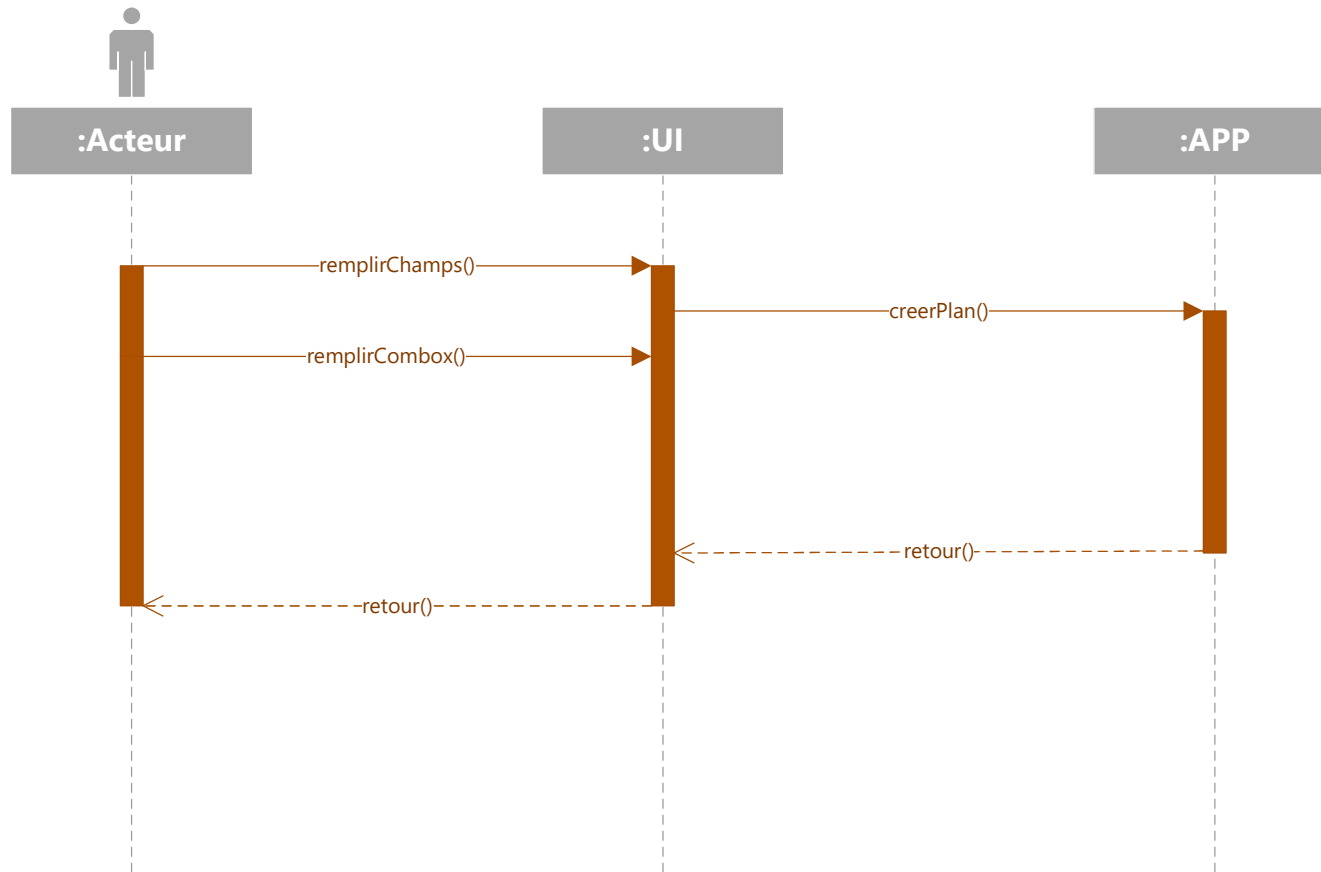 :Acteur
:UI
:APP
remplirChamps()
creerPlan()
remplirCombox()
retour()
retour()